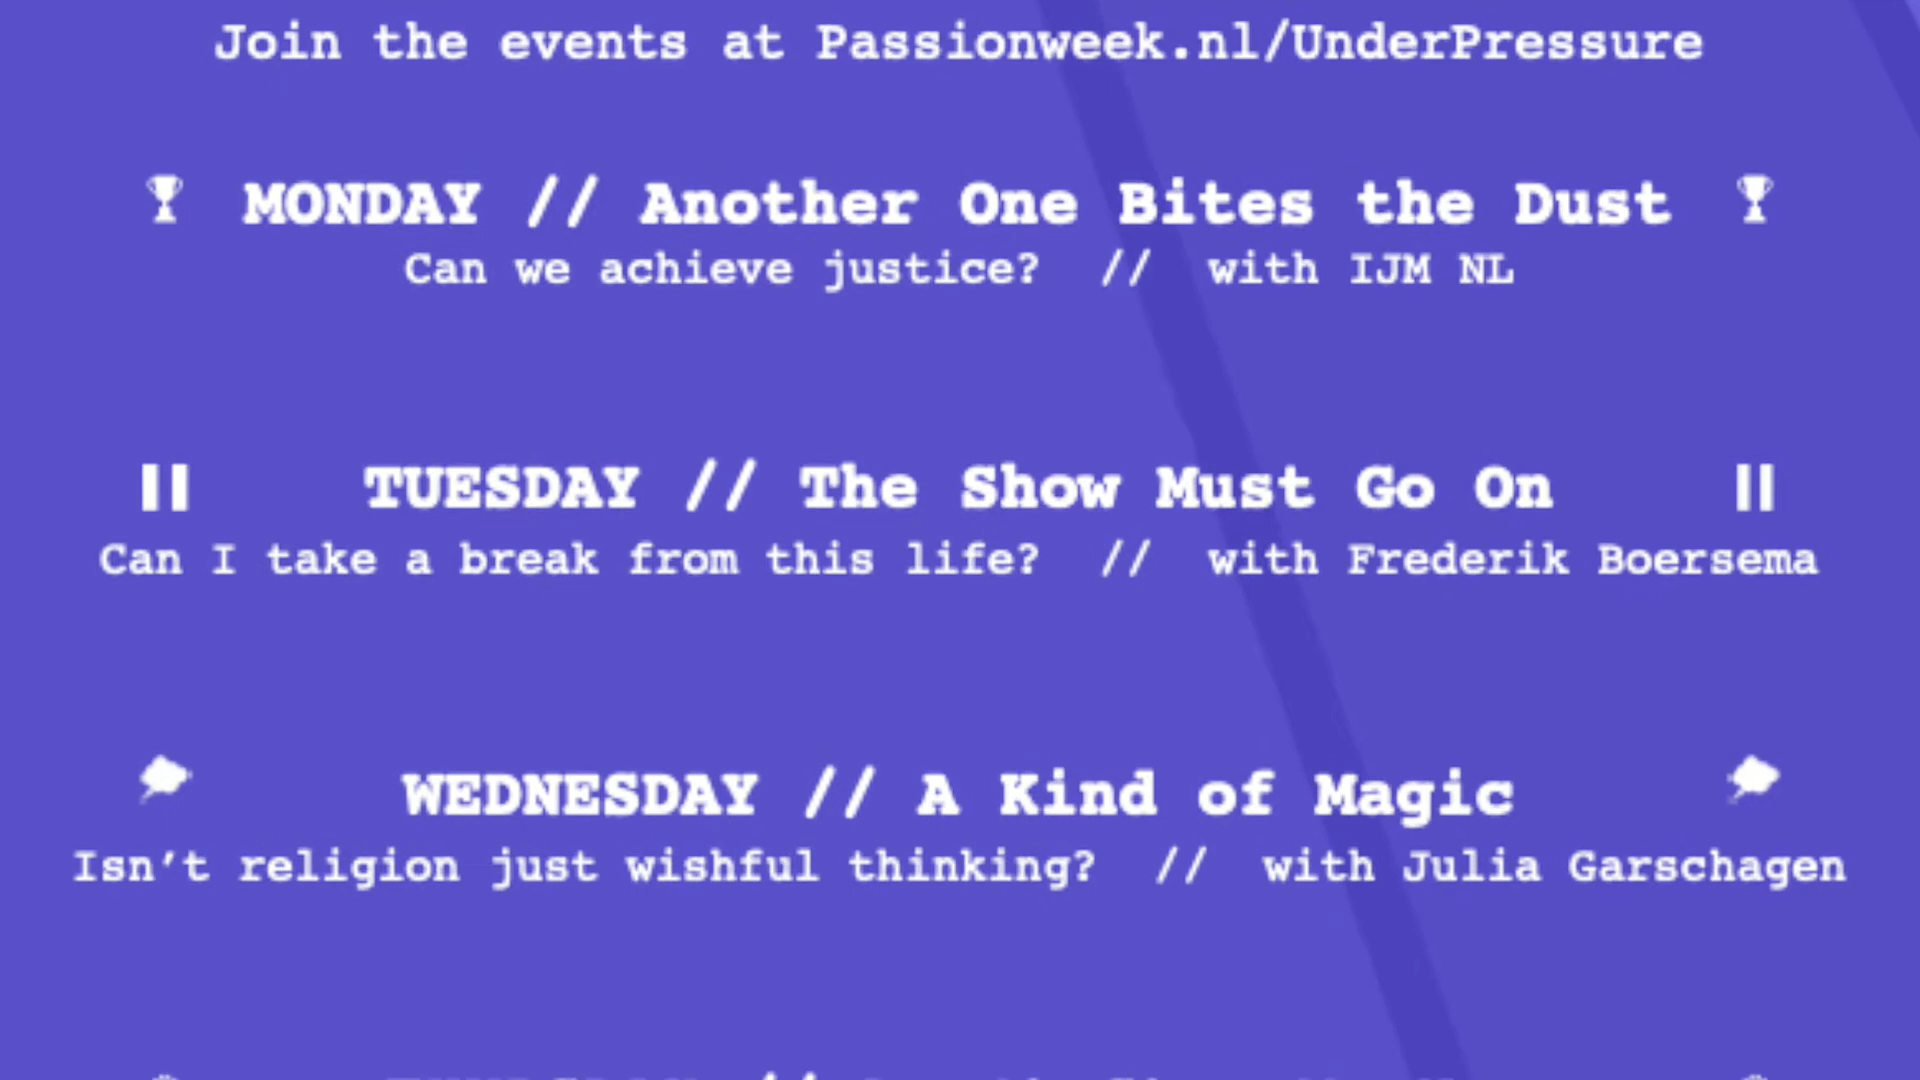 Join the events at Passionweek.nl/UnderPressure
MONDAY // Another One Bites the Dust
Can we achieve justice? // with IJM NL
TUESDAY // The Show Must Go On
Can I take a break from this life? // with Frederik Boersema
WEDNESDAY // A Kind of Magic
Isn’t religion just wishful thinking? // with Julia Garschagen